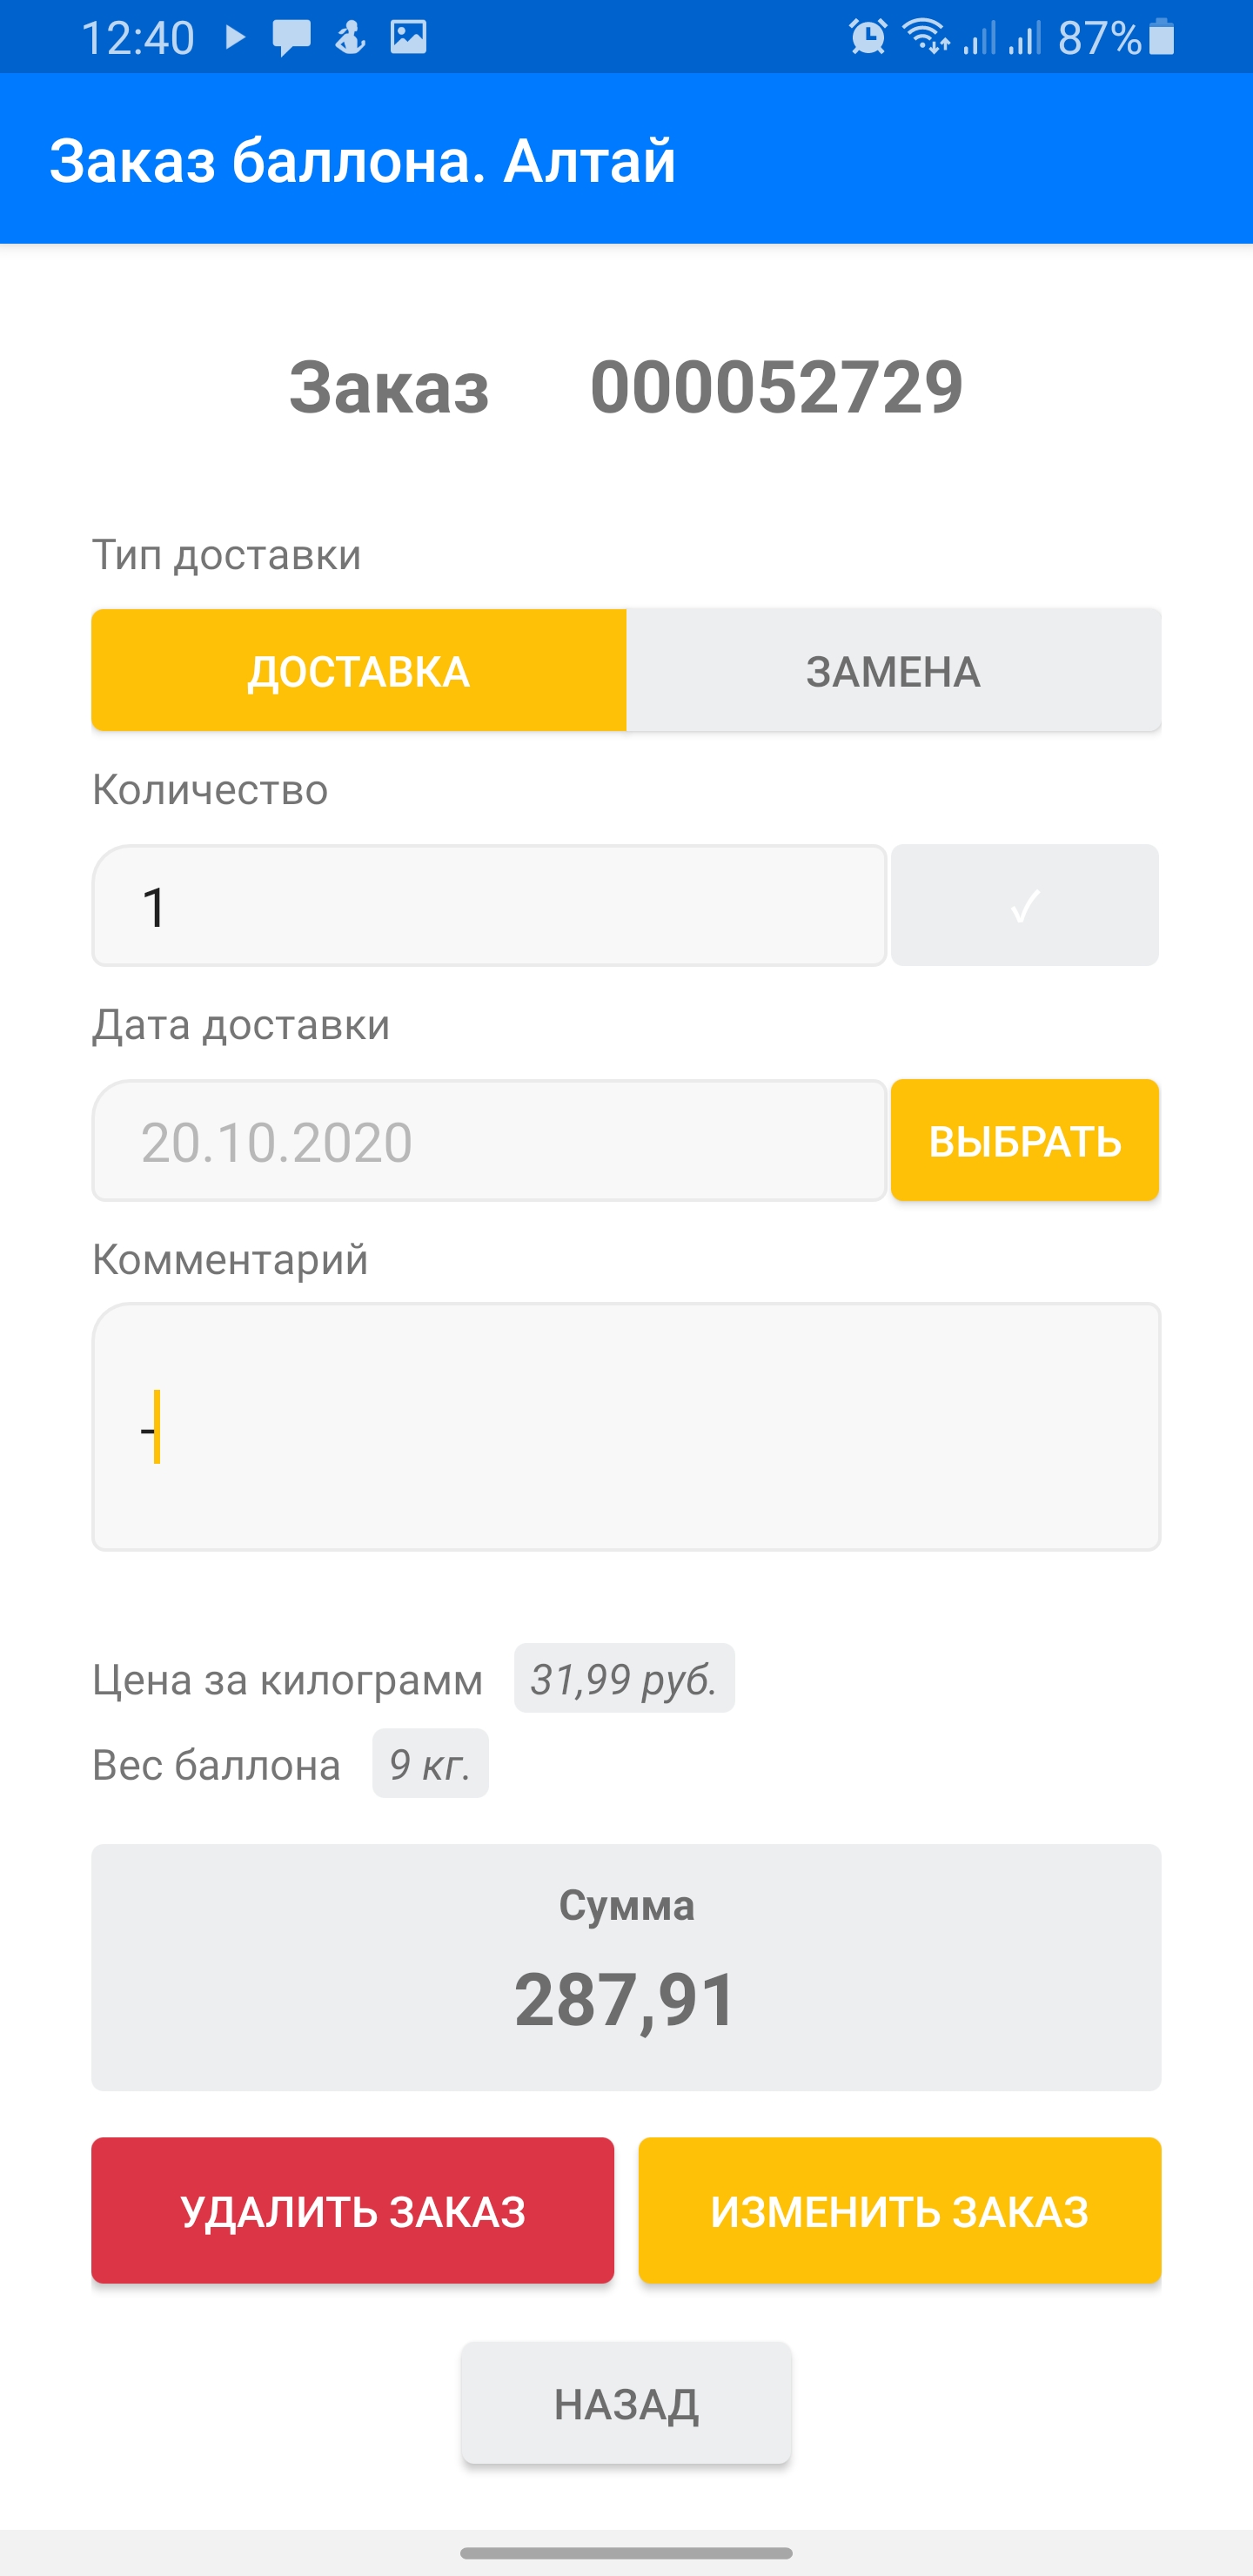 12:40 87%
Заказ баллона. Алтай
Заказ 000052729
Тип доставки
ДОСТАВКА ЗАМЕНА
Количество
1 ✓
Дата доставки
20.10.2020 ВЫБРАТЬ
Комментарий
-
Цена за килограмм 31,99 руб.
Вес баллона 9 кг.
Сумма
287,91
УДАЛИТЬ ЗАКАЗ ИЗМЕНИТЬ ЗАКАЗ
НАЗАД